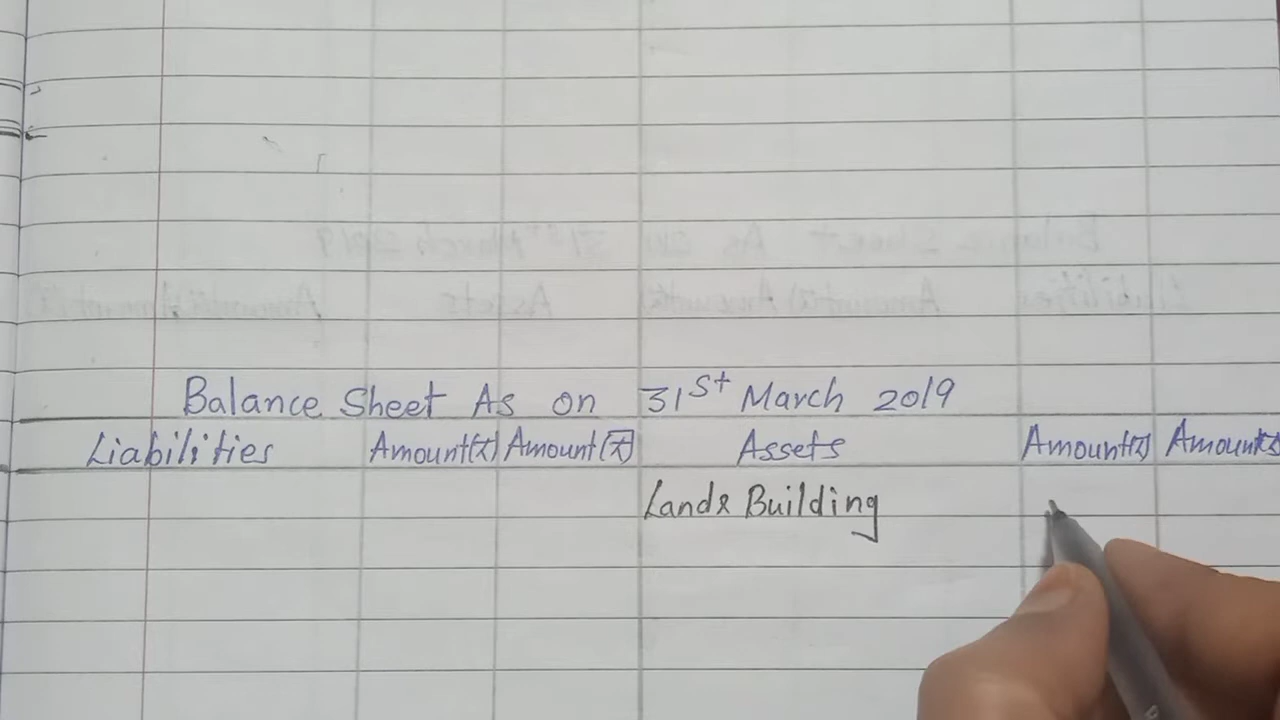 Balance Sheet As on 31st March 2019
Liabilities Amount(₹) Amount(₹) Assets Amount(₹) Amount(₹)
Land & Building